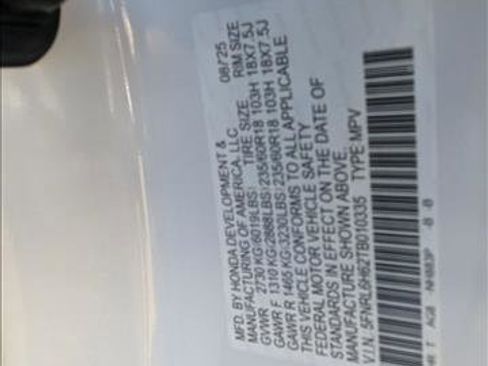 MFD. BY HONDA DEVELOPMENT &
MANUFACTURING OF AMERICA, LLC 08/'25
GVWR 2730 KG(6019LBS) TIRE SIZE RIM SIZE
GAWR F 1310 KG(2888LBS) 235/60R18 103H 18X7.5J
GAWR R 1465 KG(3230LBS) 235/60R18 103H 18X7.5J
THIS VEHICLE CONFORMS TO ALL APPLICABLE
FEDERAL MOTOR VEHICLE SAFETY
STANDARDS IN EFFECT ON THE DATE OF
MANUFACTURE SHOWN ABOVE.
V.I.N. 5FNRL6H62TB010335 TYPE MPV
AGB NH883P